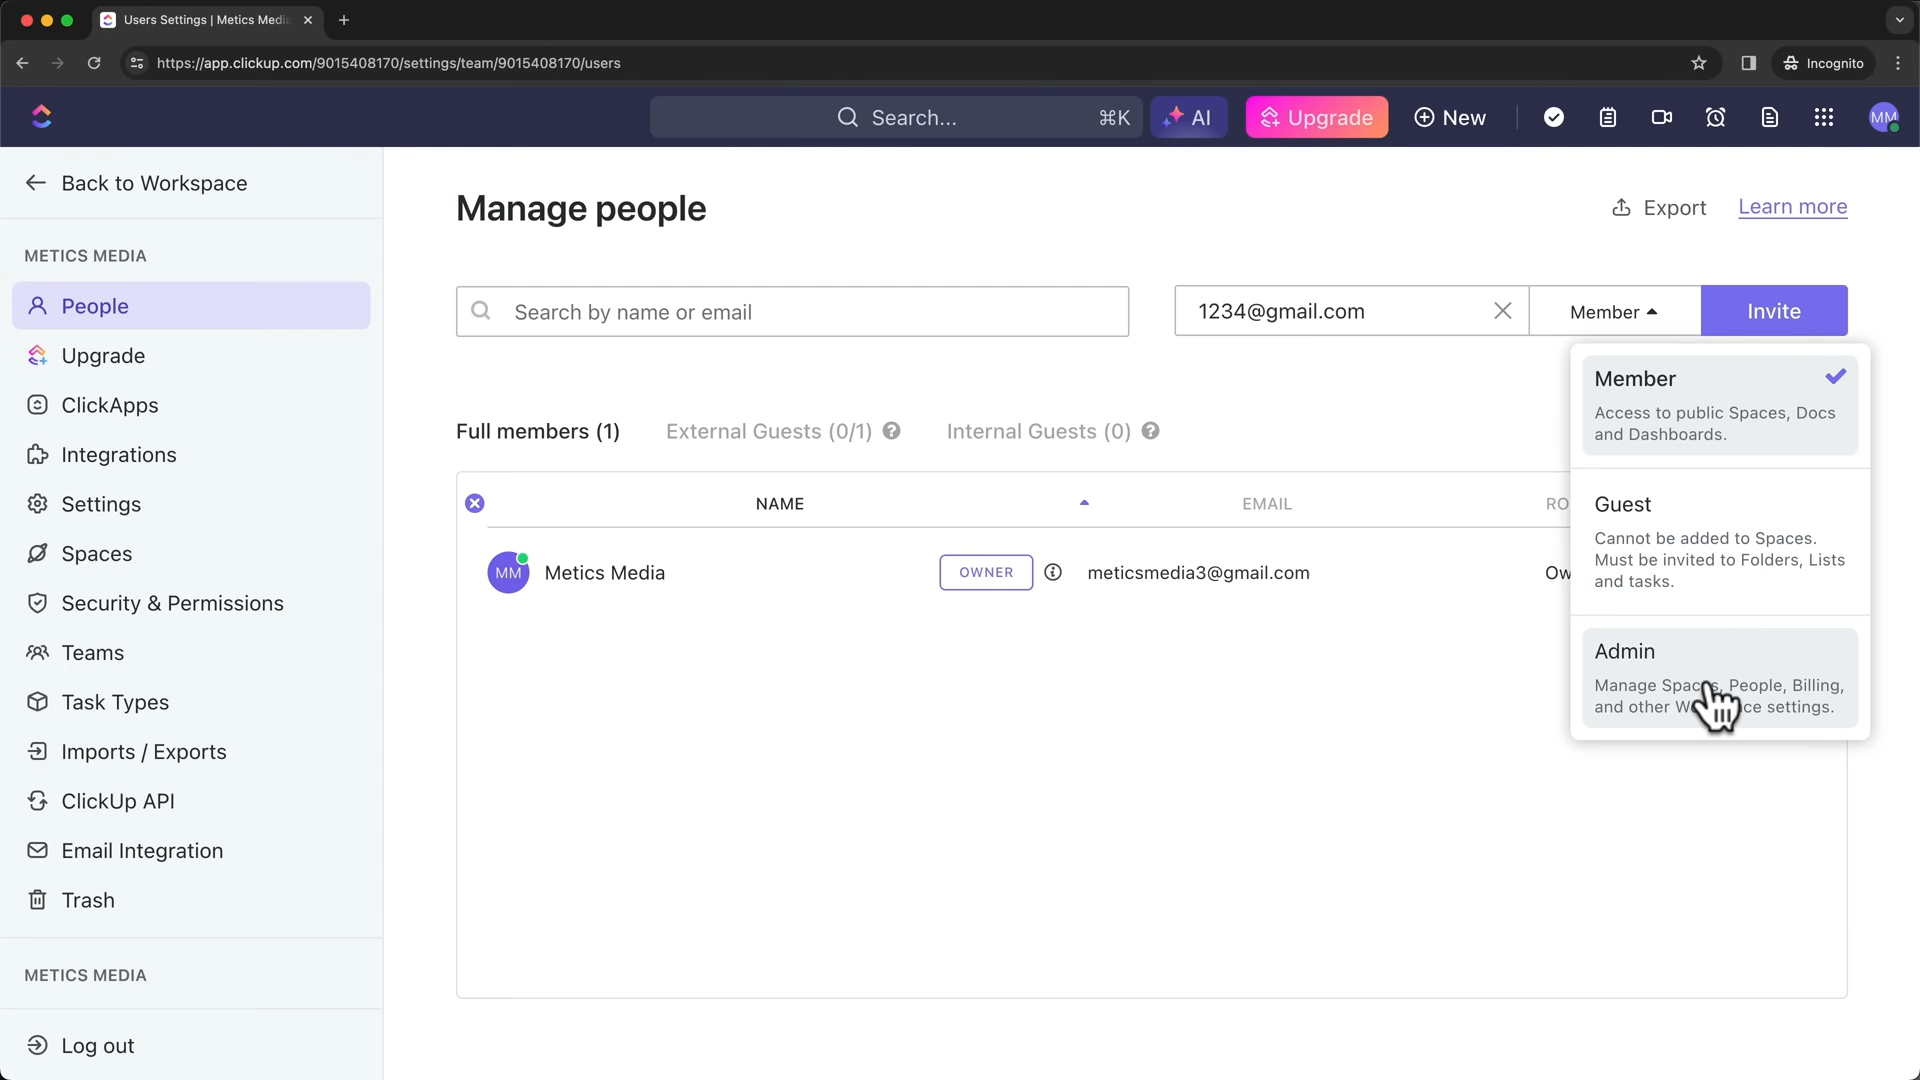 Users Settings | Metics Medi
https://app.clickup.com/9015408170/settings/team/9015408170/users
Incognito
Search...
⌘K
AI
Upgrade
New
MM
Back to Workspace
METICS MEDIA
People
Upgrade
ClickApps
Integrations
Settings
Spaces
Security & Permissions
Teams
Task Types
Imports / Exports
ClickUp API
Email Integration
Trash
METICS MEDIA
Log out
Manage people
Export
Learn more
Search by name or email
1234@gmail.com
Member
Invite
Full members (1)
External Guests (0/1)
Internal Guests (0)
NAME
EMAIL
RO
MM
Metics Media
OWNER
meticsmedia3@gmail.com
Ow
Member
Access to public Spaces, Docs
and Dashboards.
Guest
Cannot be added to Spaces.
Must be invited to Folders, Lists
and tasks.
Admin
Manage Spaces, People, Billing,
and other W ce settings.